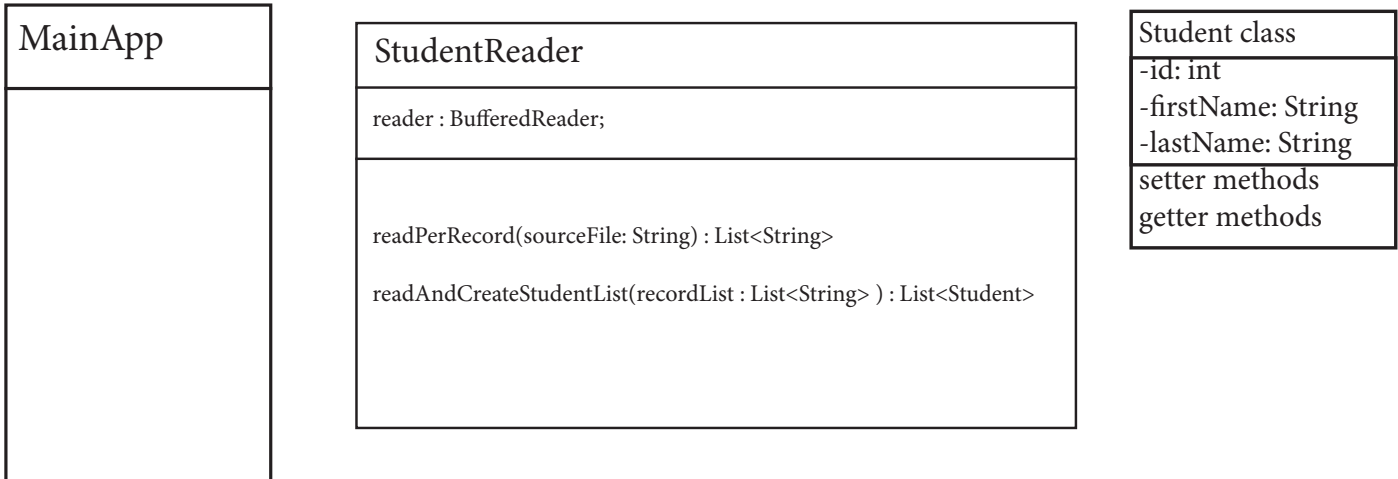 MainApp
StudentReader
reader : BufferedReader;
readPerRecord(sourceFile: String) : List<String>
readAndCreateStudentList(recordList : List<String> ) : List<Student>
Student class
-id: int
-firstName: String
-lastName: String
setter methods
getter methods